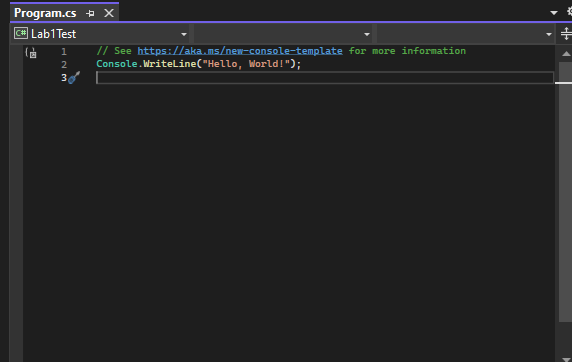 Program.cs
C# Lab1Test
1 // See https://aka.ms/new-console-template for more information
2 Console.WriteLine("Hello, World!");
3